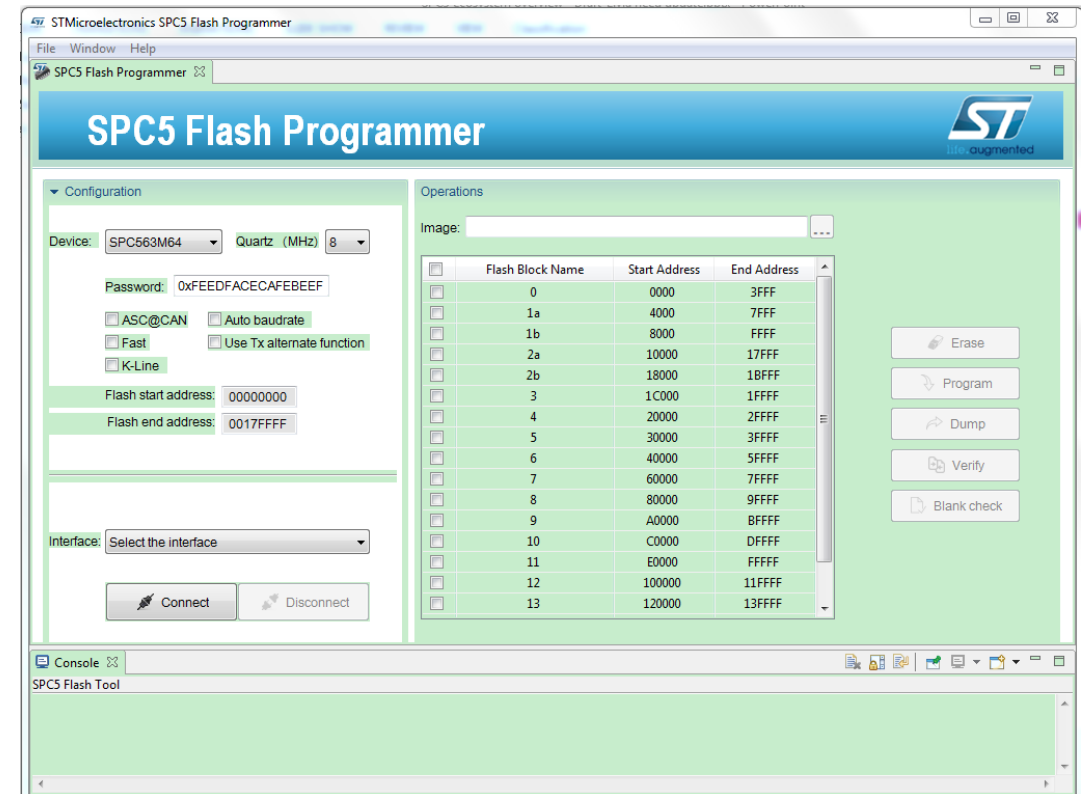 STMicroelectronics SPC5 Flash Programmer
File Window Help
SPC5 Flash Programmer
SPC5 Flash Programmer
ST
life.augmented
Configuration
Device: SPC563M64 Quartz (MHz) 8
Password: 0xFEEDFACECAFEBEEF
ASC@CAN Auto baudrate
Fast Use Tx alternate function
K-Line
Flash start address: 00000000
Flash end address: 0017FFFF
Interface: Select the interface
Connect Disconnect
Operations
Image: ...
Flash Block Name Start Address End Address
0 0000 3FFF
1a 4000 7FFF
1b 8000 FFFF
2a 10000 17FFF
2b 18000 1BFFF
3 1C000 1FFFF
4 20000 2FFFF
5 30000 3FFFF
6 40000 5FFFF
7 60000 7FFFF
8 80000 9FFFF
9 A0000 BFFFF
10 C0000 DFFFF
11 E0000 FFFFF
12 100000 11FFFF
13 120000 13FFFF
Erase
Program
Dump
Verify
Blank check
Console
SPC5 Flash Tool